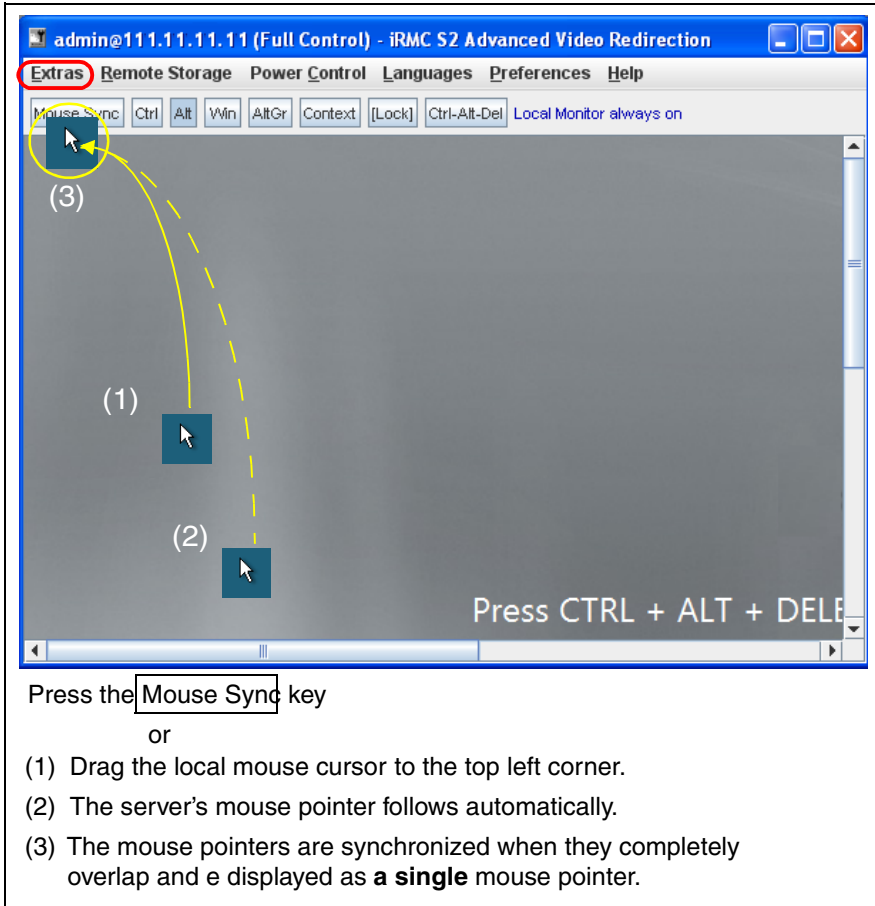 admin@111.11.11.11 (Full Control) - iRMC S2 Advanced Video Redirection
Extras Remote Storage Power Control Languages Preferences Help
Mouse Sync Ctrl Alt Win AltGr Context [Lock] Ctrl-Alt-Del Local Monitor always on
(3)
(1)
(2)
Press CTRL + ALT + DELE
Press the Mouse Sync key
or
(1) Drag the local mouse cursor to the top left corner.
(2) The server's mouse pointer follows automatically.
(3) The mouse pointers are synchronized when they completely
overlap and e displayed as a single mouse pointer.